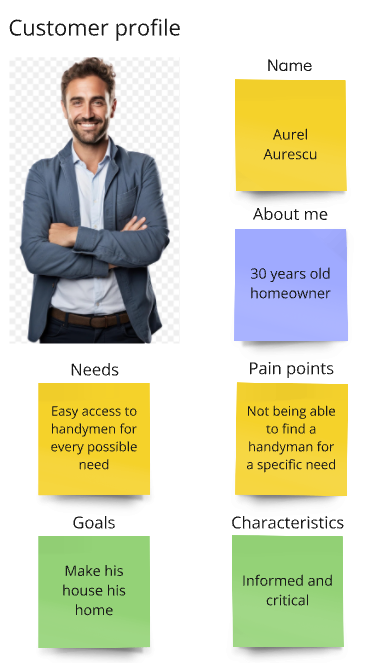 Customer profile
Name
Aurel
Aurescu
About me
30 years old
homeowner
Needs
Easy access to
handymen for
every possible
need
Pain points
Not being able
to find a
handyman for
a specific need
Goals
Make his
house his
home
Characteristics
Informed and
critical